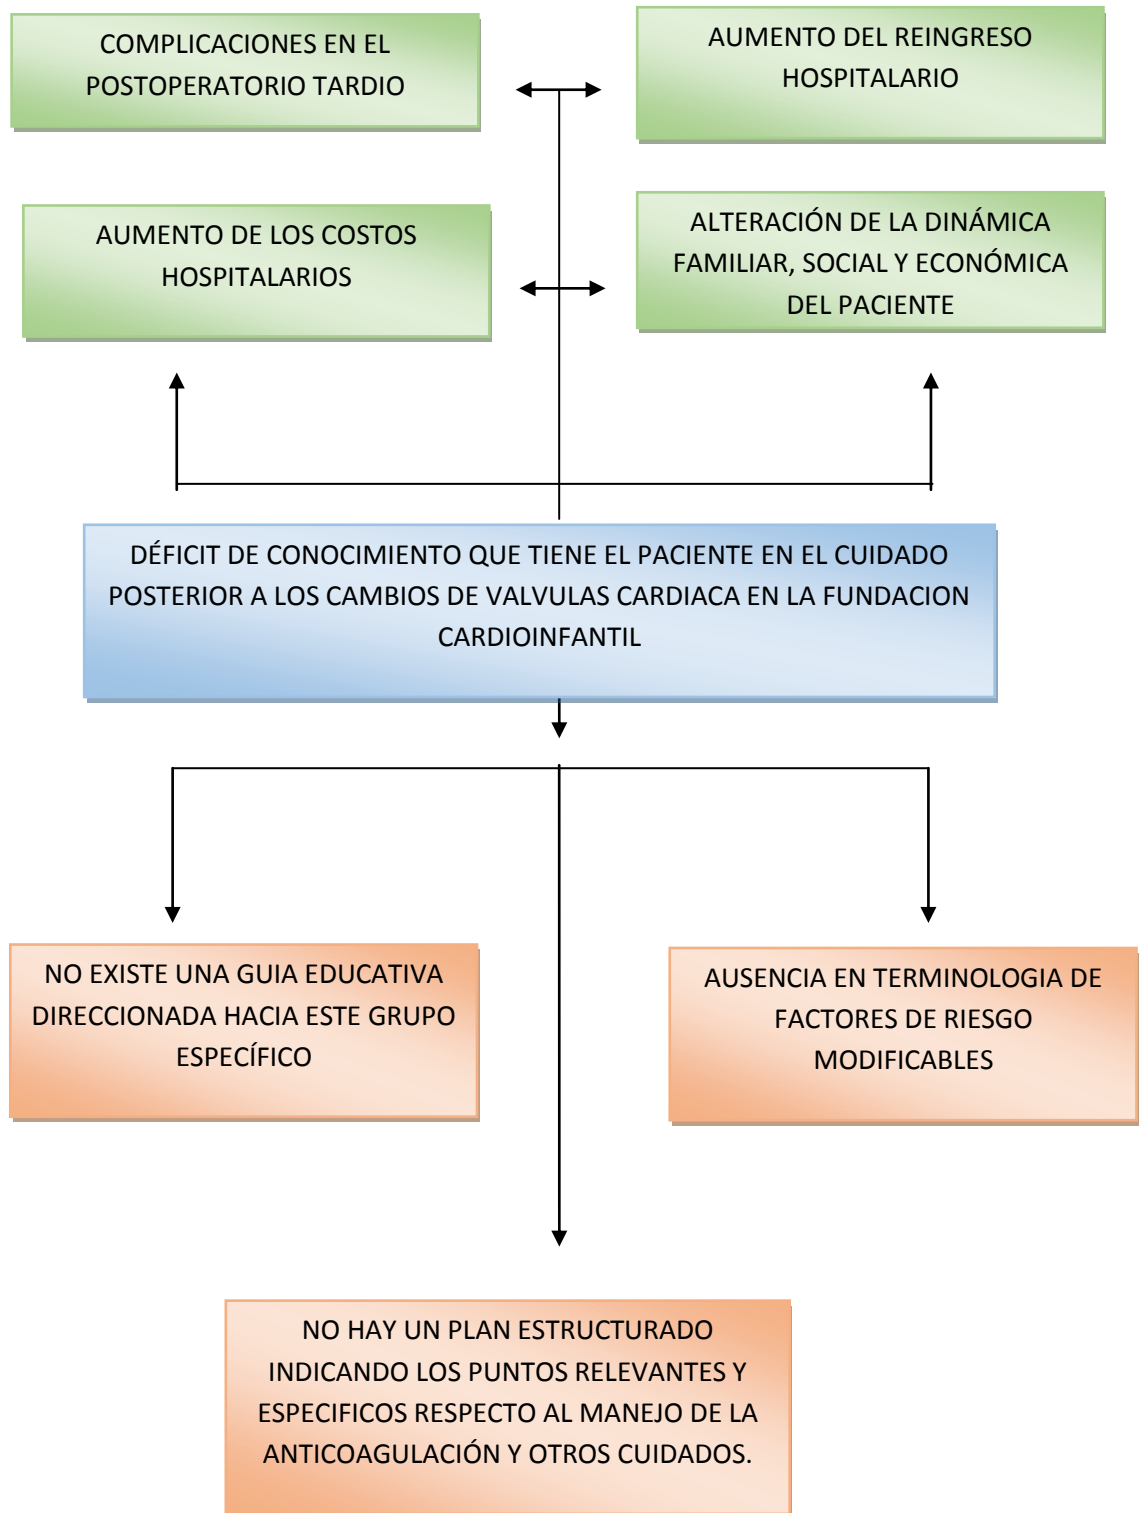 COMPLICACIONES EN EL
POSTOPERATORIO TARDIO
AUMENTO DEL REINGRESO
HOSPITALARIO
AUMENTO DE LOS COSTOS
HOSPITALARIOS
ALTERACIÓN DE LA DINÁMICA
FAMILIAR, SOCIAL Y ECONÓMICA
DEL PACIENTE
DÉFICIT DE CONOCIMIENTO QUE TIENE EL PACIENTE EN EL CUIDADO
POSTERIOR A LOS CAMBIOS DE VALVULAS CARDIACA EN LA FUNDACION
CARDIOINFANTIL
NO EXISTE UNA GUIA EDUCATIVA
DIRECCIONADA HACIA ESTE GRUPO
ESPECÍFICO
AUSENCIA EN TERMINOLOGIA DE
FACTORES DE RIESGO
MODIFICABLES
NO HAY UN PLAN ESTRUCTURADO
INDICANDO LOS PUNTOS RELEVANTES Y
ESPECIFICOS RESPECTO AL MANEJO DE LA
ANTICOAGULACIÓN Y OTROS CUIDADOS.